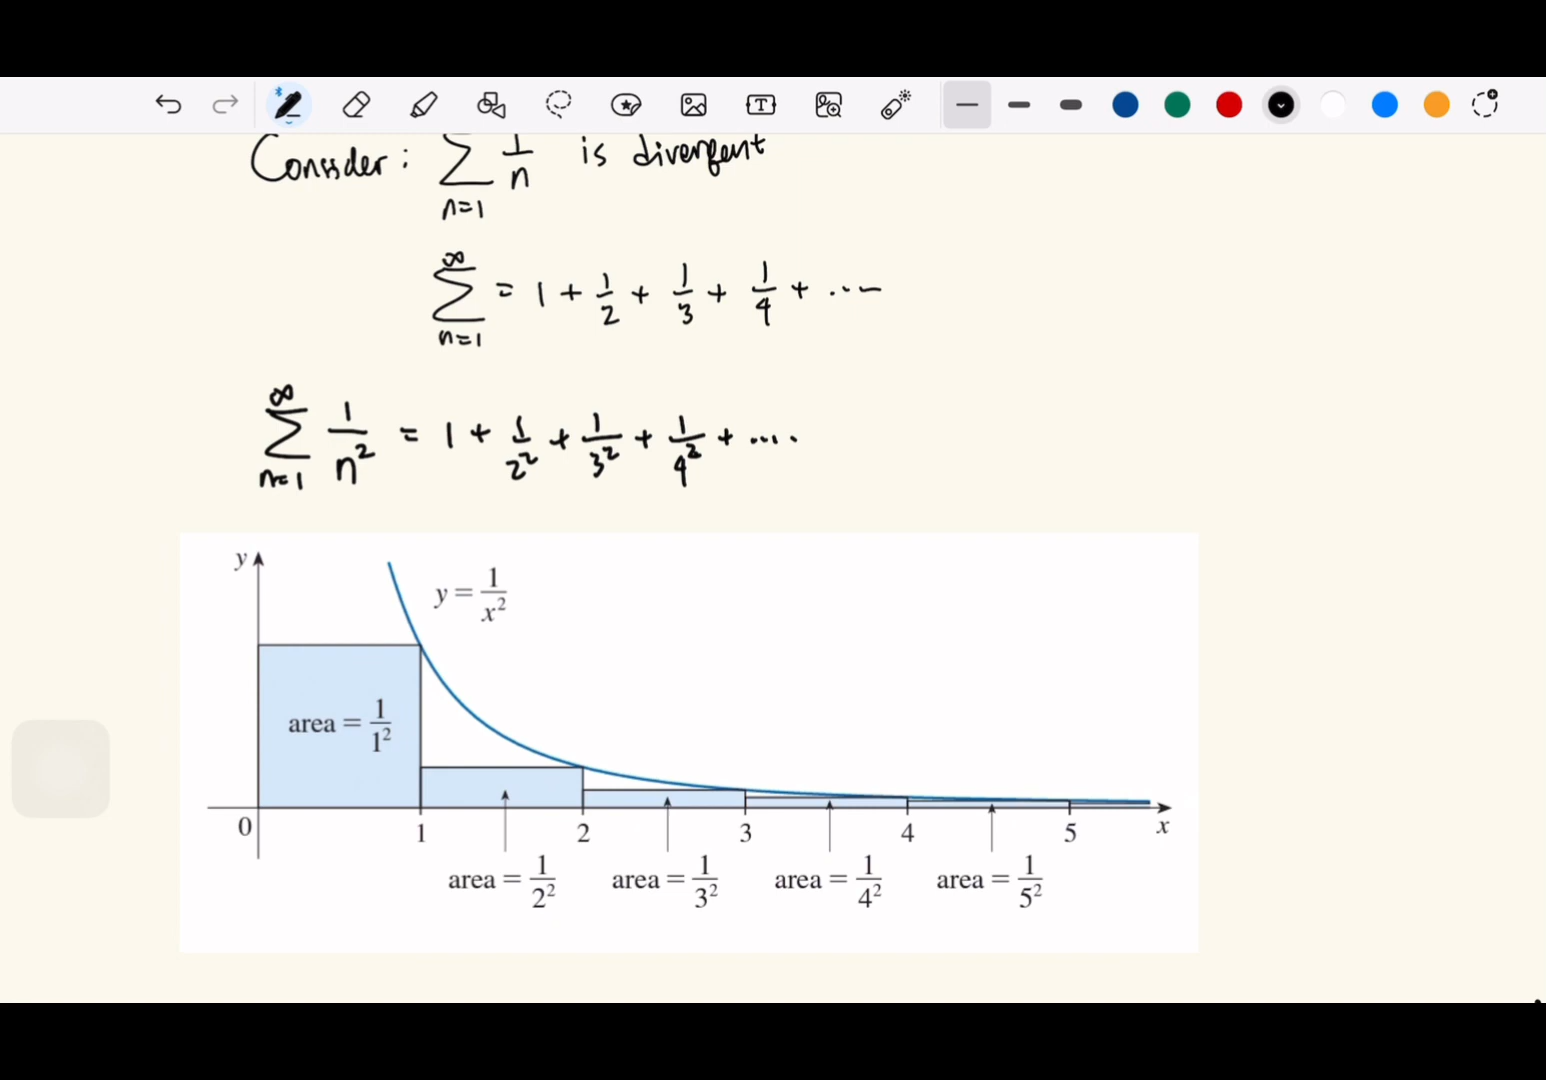 Consider : ∑ n=1 1/n is divergent
∞ ∑ n=1 = 1 + 1/2 + 1/3 + 1/4 + ...
∞ ∑ n=1 1/n² = 1 + 1/2² + 1/3² + 1/4² + ....
y
y = 1/x²
area = 1/1²
0 1 2 3 4 5 x
area = 1/2² area = 1/3² area = 1/4² area = 1/5²